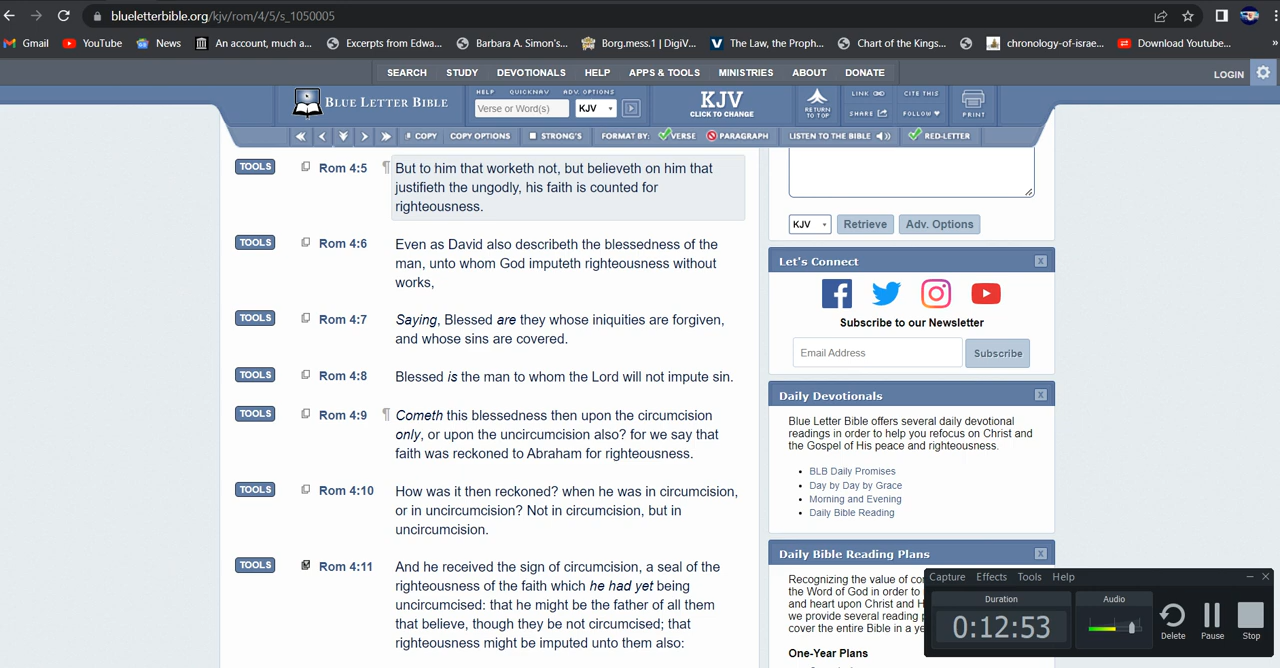 blueletterbible.org/kjv/rom/4/5/s_1050005
Gmail YouTube News An account, much a... Excerpts from Edwa... Barbara A. Simon's... Borg.mess.1 | DigiV... The Law, the Proph... Chart of the Kings... chronology-of-israe... Download Youtube... »
SEARCH STUDY DEVOTIONALS HELP APPS & TOOLS MINISTRIES ABOUT DONATE LOGIN
BLUE LETTER BIBLE
HELP QUICKNAV ADV OPTIONS
Verse or Word(s) KJV
KJV
CLICK TO CHANGE
RETURN TO TOP
LINK CITE THIS
SHARE FOLLOW
PRINT
COPY COPY OPTIONS STRONG'S FORMAT BY: VERSE PARAGRAPH LISTEN TO THE BIBLE RED-LETTER
TOOLS Rom 4:5 ¶ But to him that worketh not, but believeth on him that
justifieth the ungodly, his faith is counted for
righteousness.
TOOLS Rom 4:6 Even as David also describeth the blessedness of the
man, unto whom God imputeth righteousness without
works,
TOOLS Rom 4:7 Saying, Blessed are they whose iniquities are forgiven,
and whose sins are covered.
TOOLS Rom 4:8 Blessed is the man to whom the Lord will not impute sin.
TOOLS Rom 4:9 ¶ Cometh this blessedness then upon the circumcision
only, or upon the uncircumcision also? for we say that
faith was reckoned to Abraham for righteousness.
TOOLS Rom 4:10 How was it then reckoned? when he was in circumcision,
or in uncircumcision? Not in circumcision, but in
uncircumcision.
TOOLS Rom 4:11 And he received the sign of circumcision, a seal of the
righteousness of the faith which he had yet being
uncircumcised: that he might be the father of all them
that believe, though they be not circumcised; that
righteousness might be imputed unto them also:
KJV Retrieve Adv. Options
Let's Connect X
Subscribe to our Newsletter
Email Address Subscribe
Daily Devotionals X
Blue Letter Bible offers several daily devotional
readings in order to help you refocus on Christ and
the Gospel of His peace and righteousness.
• BLB Daily Promises
• Day by Day by Grace
• Morning and Evening
• Daily Bible Reading
Daily Bible Reading Plans X
Recognizing the value of co
the Word of God in order to
and heart upon Christ and H
we provide several reading p
cover the entire Bible in a ye
One-Year Plans
Capture Effects Tools Help
Duration Audio
0:12:53
Delete Pause Stop